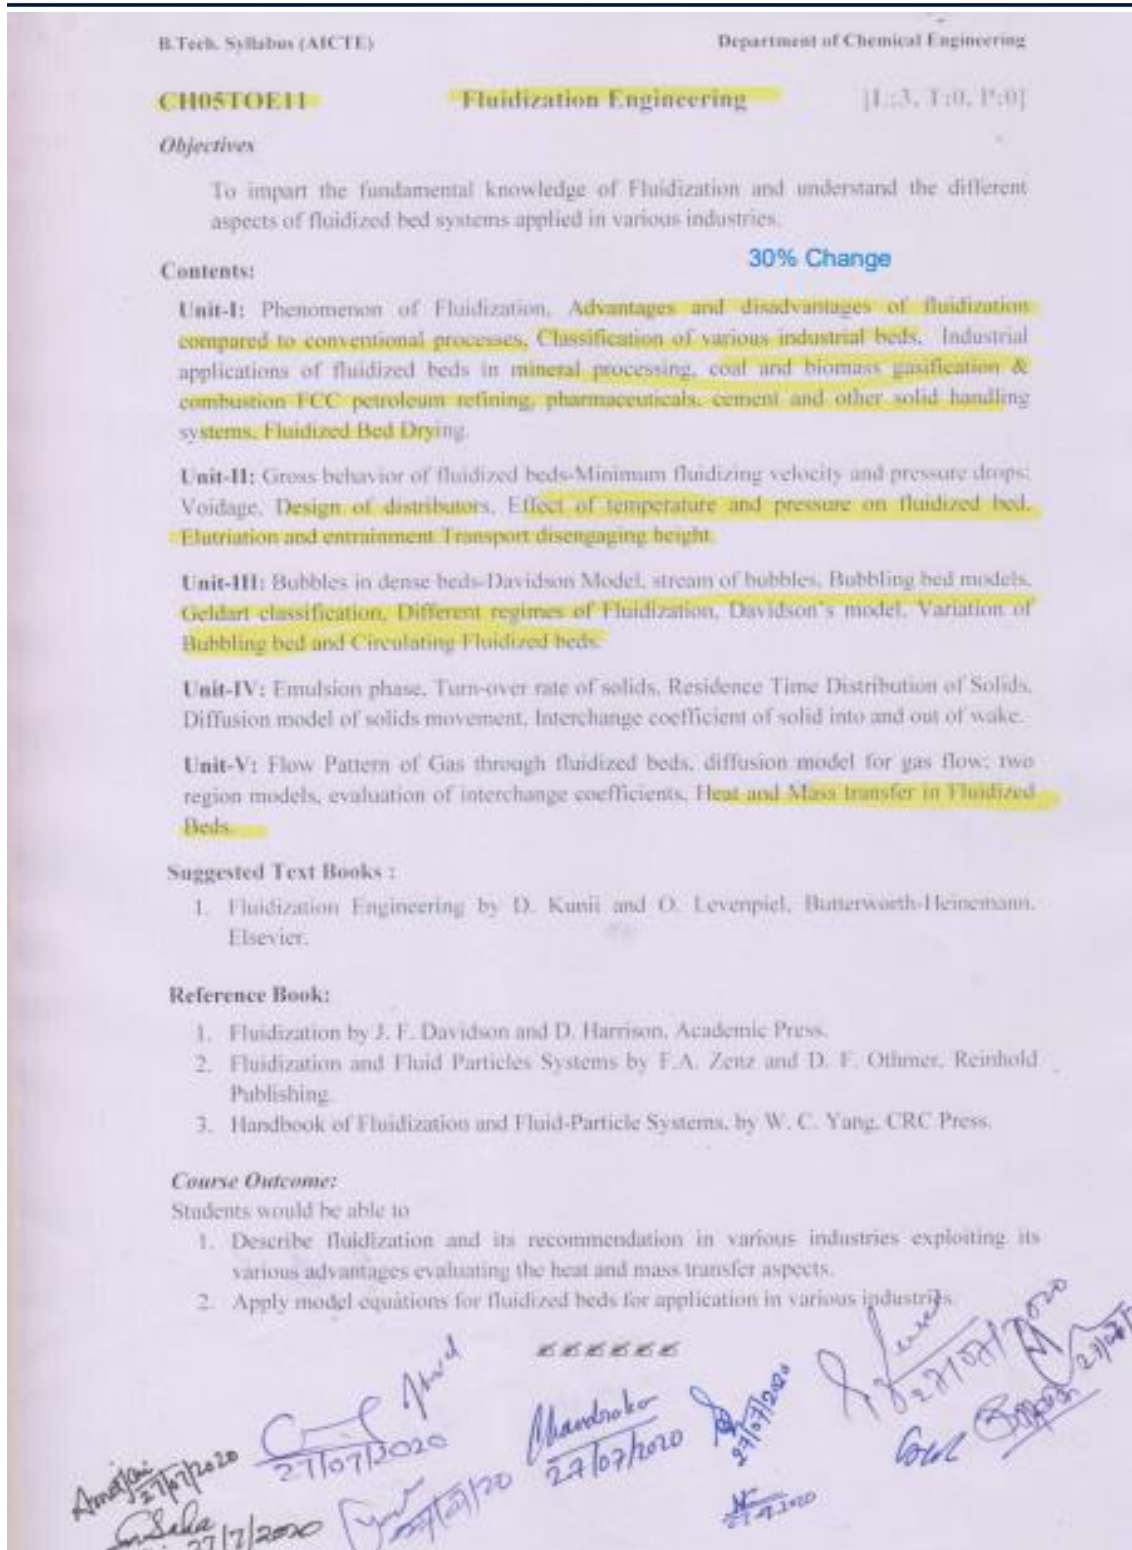 B.Tech. Syllabus (AICTE) Department of Chemical Engineering
CH05TOE11 Fluidization Engineering [L:3, T:0, P:0]
Objectives
To impart the fundamental knowledge of Fluidization and understand the different
aspects of fluidized bed systems applied in various industries.
30% Change
Contents:
Unit-I: Phenomenon of Fluidization, Advantages and disadvantages of fluidization
compared to conventional processes, Classification of various industrial beds, Industrial
applications of fluidized beds in mineral processing, coal and biomass gasification &
combustion FCC petroleum refining, pharmaceuticals, cement and other solid handling
systems, Fluidized Bed Drying.
Unit-II: Gross behavior of fluidized beds-Minimum fluidizing velocity and pressure drops;
Voidage, Design of distributors, Effect of temperature and pressure on fluidized bed,
Elutriation and entrainment Transport disengaging height.
Unit-III: Bubbles in dense beds-Davidson Model, stream of bubbles, Bubbling bed models,
Geldart classification, Different regimes of Fluidization, Davidson's model, Variation of
Bubbling bed and Circulating Fluidized beds.
Unit-IV: Emulsion phase, Turn-over rate of solids, Residence Time Distribution of Solids,
Diffusion model of solids movement, Interchange coefficient of solid into and out of wake.
Unit-V: Flow Pattern of Gas through fluidized beds, diffusion model for gas flow; two
region models, evaluation of interchange coefficients, Heat and Mass transfer in Fluidized
Beds.
Suggested Text Books :
1. Fluidization Engineering by D. Kunii and O. Levenpiel, Butterworth-Heinemann,
Elsevier.
Reference Book:
1. Fluidization by J. F. Davidson and D. Harrison, Academic Press.
2. Fluidization and Fluid Particles Systems by F.A. Zenz and D. F. Othmer, Reinhold
Publishing.
3. Handbook of Fluidization and Fluid-Particle Systems, by W. C. Yang, CRC Press.
Course Outcome:
Students would be able to
1. Describe fluidization and its recommendation in various industries exploiting its
various advantages evaluating the heat and mass transfer aspects.
2. Apply model equations for fluidized beds for application in various industries.
27/07/2020
27/07/2020
Chandraker
27/07/2020
27/07/2020
27/07/2020
27/7/2020